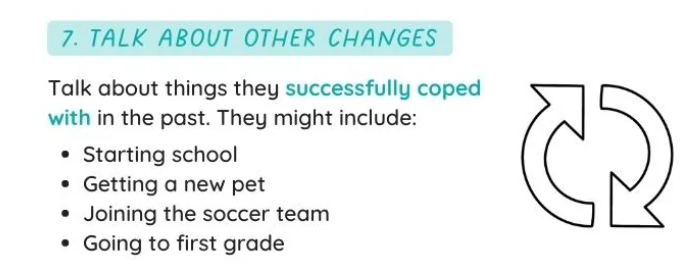 7. TALK ABOUT OTHER CHANGES
Talk about things they successfully coped
with in the past. They might include:
• Starting school
• Getting a new pet
• Joining the soccer team
• Going to first grade